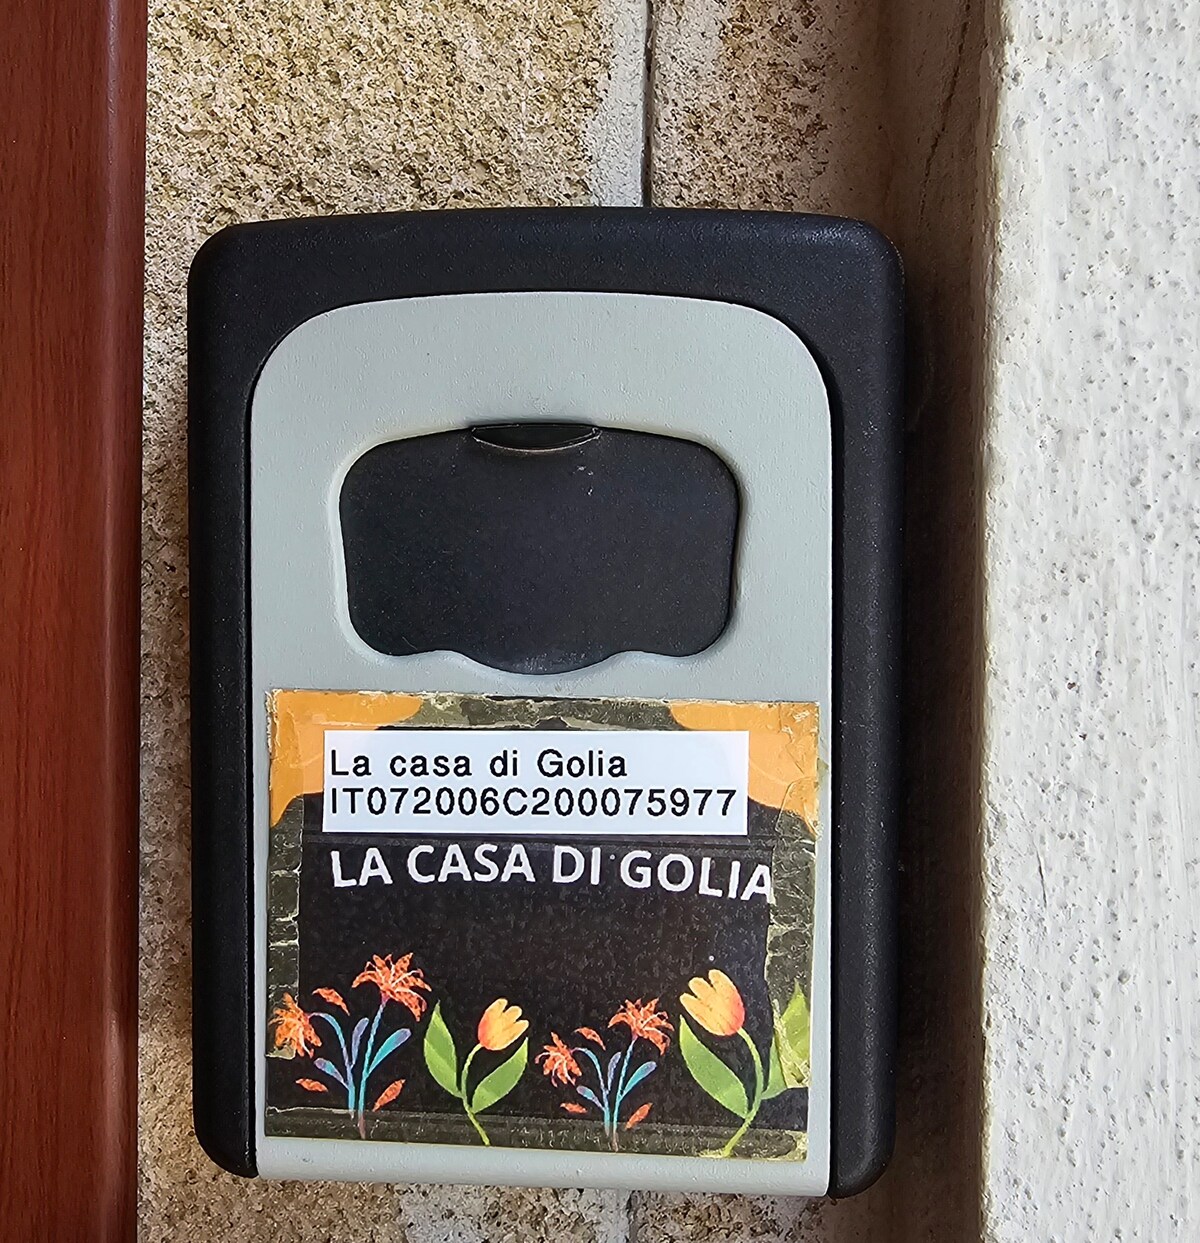 La casa di Golia
IT072006C200075977
LA CASA DI GOLIA